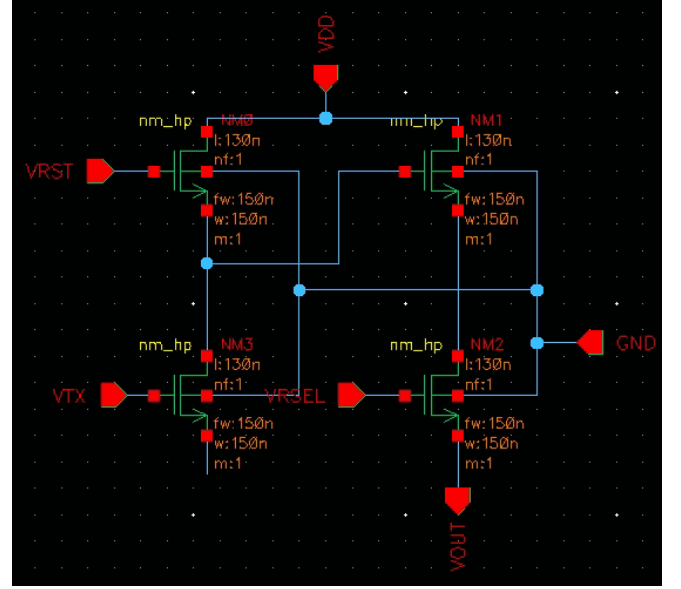 VDD
nm_hp NM0
l:130n
nf:1
fw:150n
w:150n
m:1
nm_hp NM1
l:130n
nf:1
fw:150n
w:150n
m:1
VRST
GND
nm_hp NM3
l:130n
nf:1
fw:150n
w:150n
m:1
VTX
nm_hp NM2
l:130n
nf:1
fw:150n
w:150n
m:1
VRSEL
VOUT